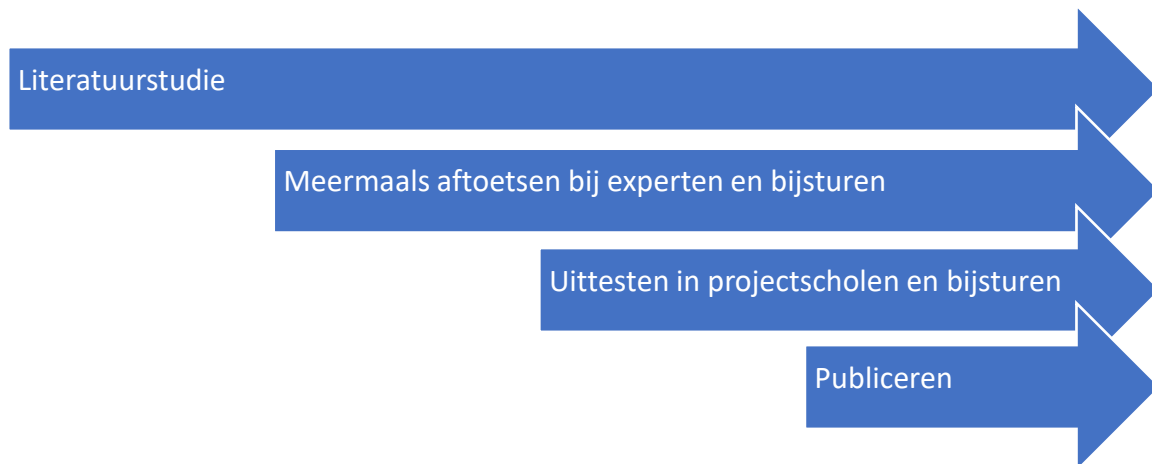 Literatuurstudie
Meermaals aftoetsen bij experten en bijsturen
Uittesten in projectscholen en bijsturen
Publiceren